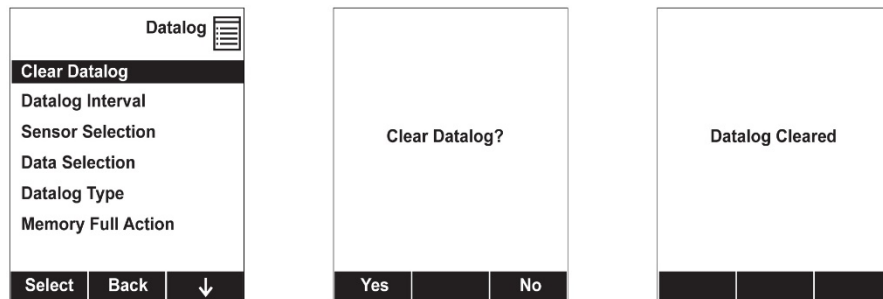 Datalog
Clear Datalog
Datalog Interval
Sensor Selection
Data Selection
Datalog Type
Memory Full Action
Select Back ↓
Clear Datalog?
Yes No
Datalog Cleared